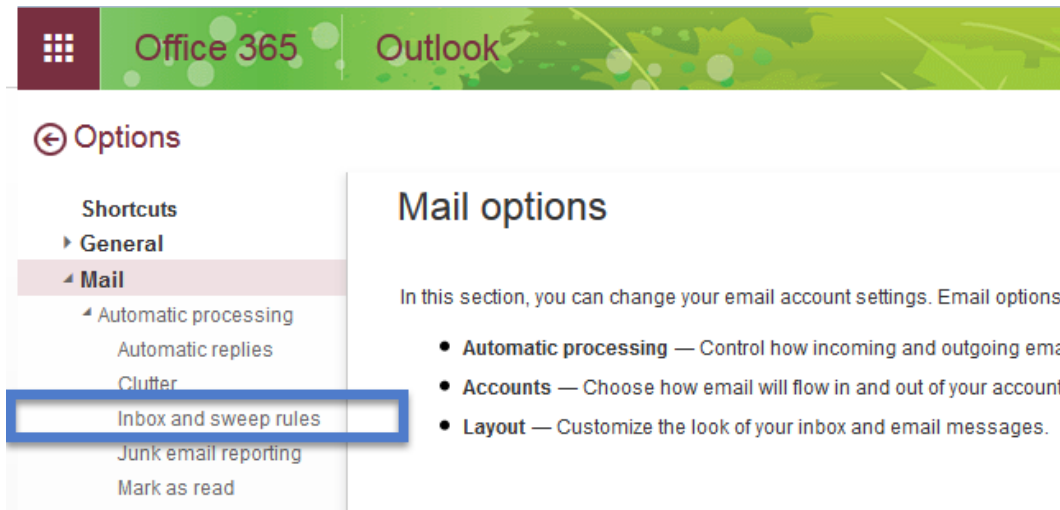 Office 365 Outlook
Options
Shortcuts
General
Mail
Automatic processing
Automatic replies
Clutter
Inbox and sweep rules
Junk email reporting
Mark as read
Mail options
In this section, you can change your email account settings. Email options
Automatic processing — Control how incoming and outgoing ema
Accounts — Choose how email will flow in and out of your account
Layout — Customize the look of your inbox and email messages.